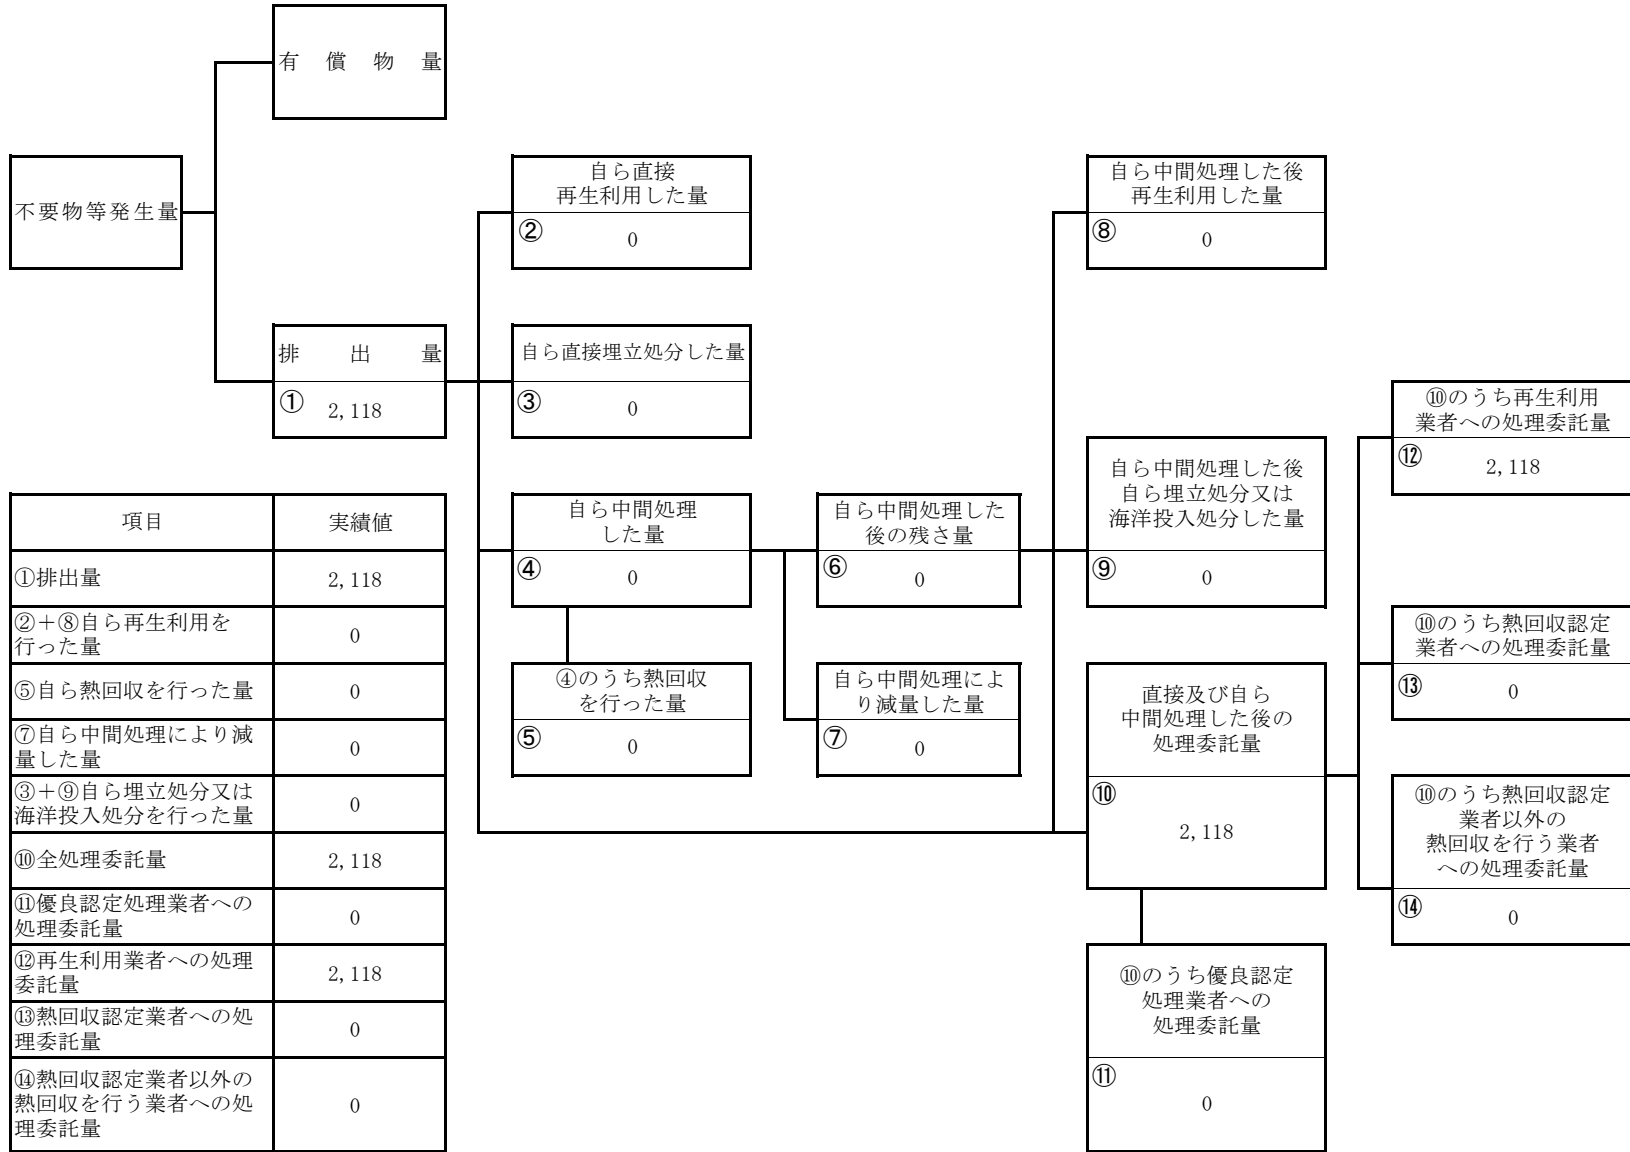 有償物量
不要物等発生量
排出量
① 2,118
自ら直接
再生利用した量
② 0
自ら直接埋立処分した量
③ 0
自ら中間処理
した量
④ 0
④のうち熱回収
を行った量
⑤ 0
自ら中間処理した
後の残さ量
⑥ 0
自ら中間処理によ
り減量した量
⑦ 0
自ら中間処理した後
再生利用した量
⑧ 0
自ら中間処理した後
自ら埋立処分又は
海洋投入処分した量
⑨ 0
直接及び自ら
中間処理した後の
処理委託量
⑩
2,118
⑩のうち優良認定
処理業者への
処理委託量
⑪
0
⑩のうち再生利用
業者への処理委託量
⑫ 2,118
⑩のうち熱回収認定
業者への処理委託量
⑬ 0
⑩のうち熱回収認定
業者以外の
熱回収を行う業者
への処理委託量
⑭ 0
項目 実績値
①排出量 2,118
②+⑧自ら再生利用を
行った量 0
⑤自ら熱回収を行った量 0
⑦自ら中間処理により減
量した量 0
③+⑨自ら埋立処分又は
海洋投入処分を行った量 0
⑩全処理委託量 2,118
⑪優良認定処理業者への
処理委託量 0
⑫再生利用業者への処理
委託量 2,118
⑬熱回収認定業者への処
理委託量 0
⑭熱回収認定業者以外の
熱回収を行う業者への処
理委託量 0